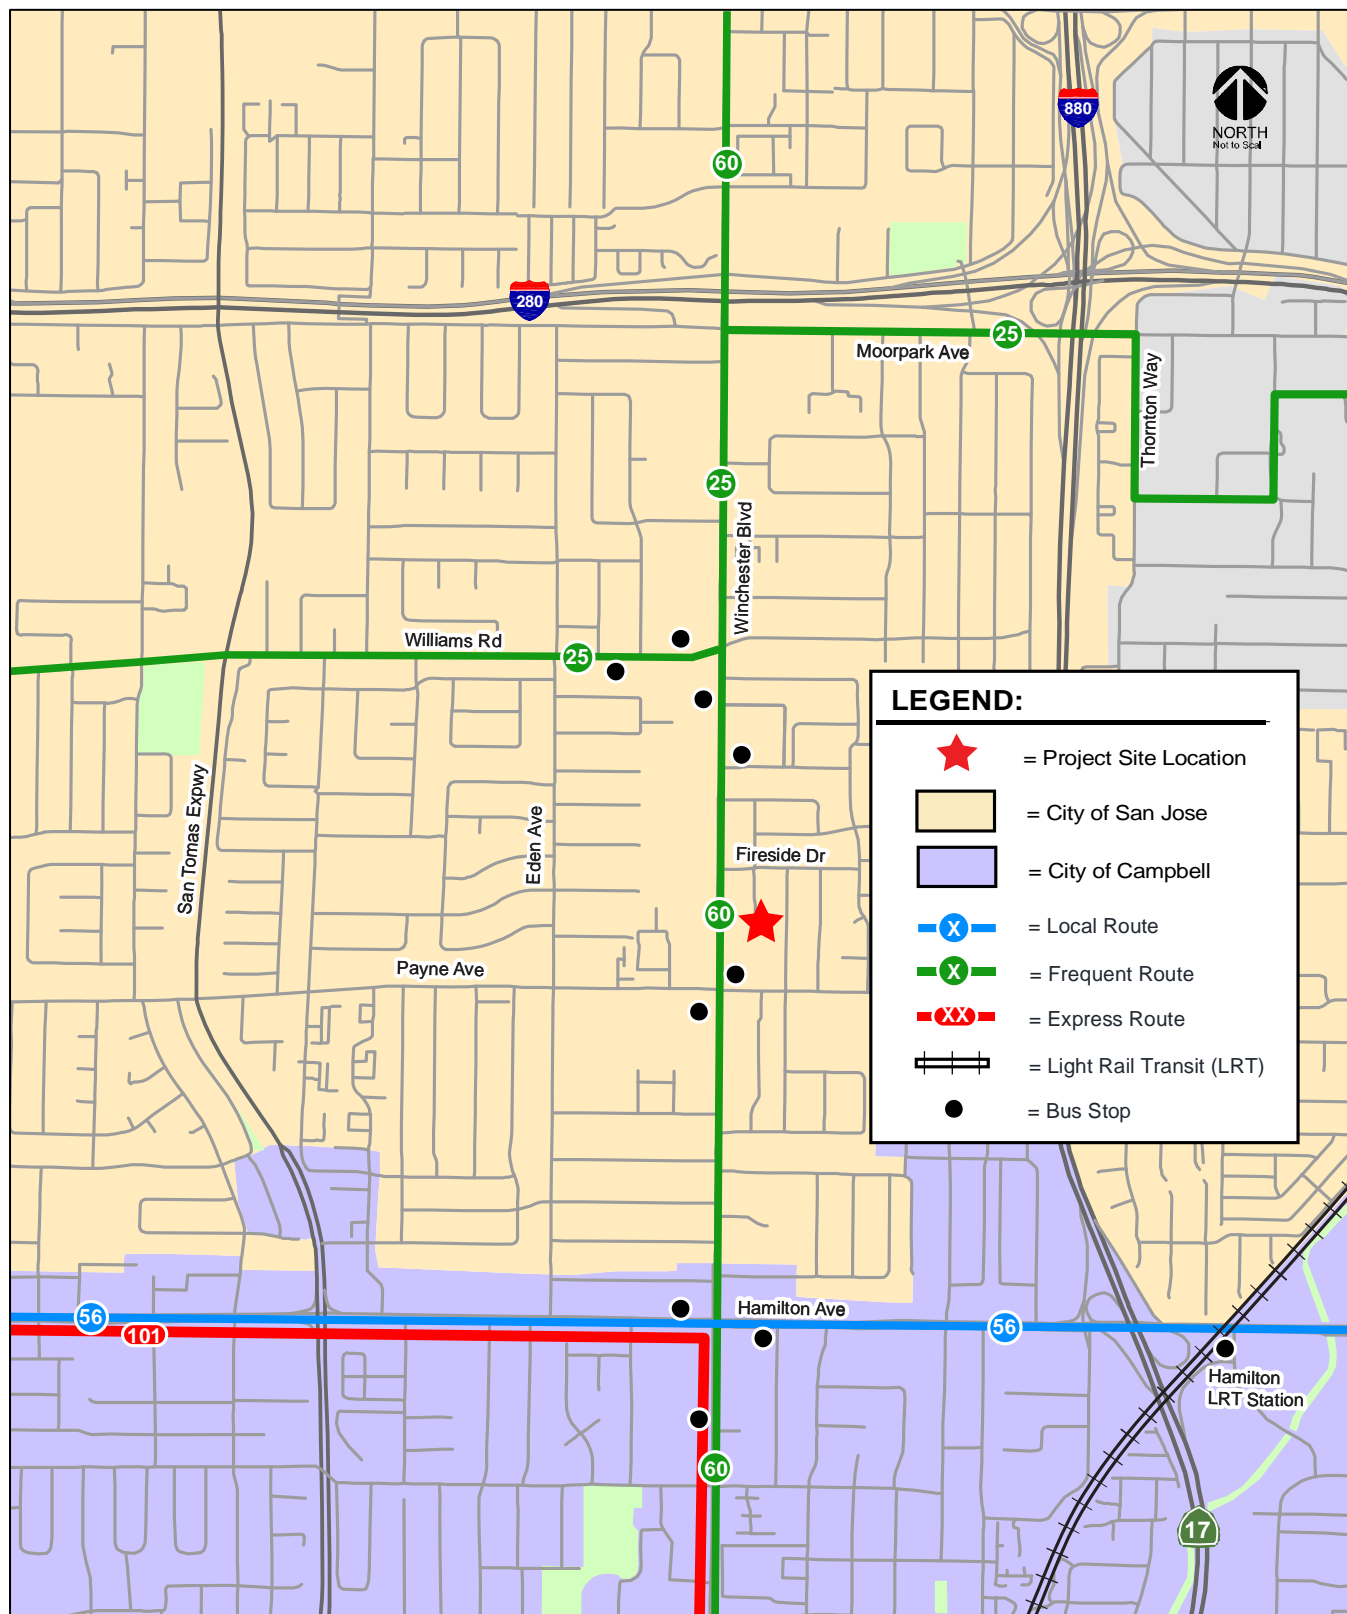 880
NORTH
Not to Scal
60
280
25
Moorpark Ave
Thornton Way
25
Winchester Blvd
Williams Rd
25
LEGEND:
= Project Site Location
= City of San Jose
= City of Campbell
X = Local Route
X = Frequent Route
XX = Express Route
= Light Rail Transit (LRT)
= Bus Stop
San Tomas Expwy
Eden Ave
Fireside Dr
60
Payne Ave
Hamilton Ave
56
101
56
Hamilton
LRT Station
60
17